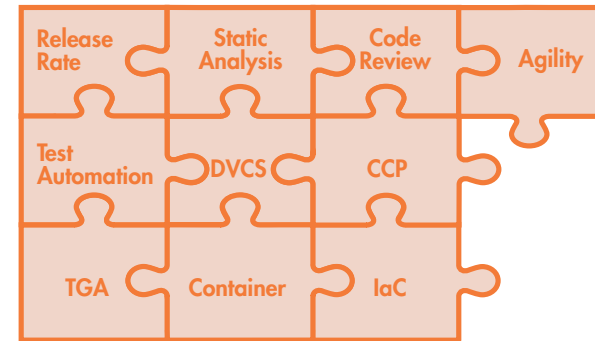 Release
Rate
Static
Analysis
Code
Review
Agility
Test
Automation
DVCS
CCP
TGA
Container
IaC